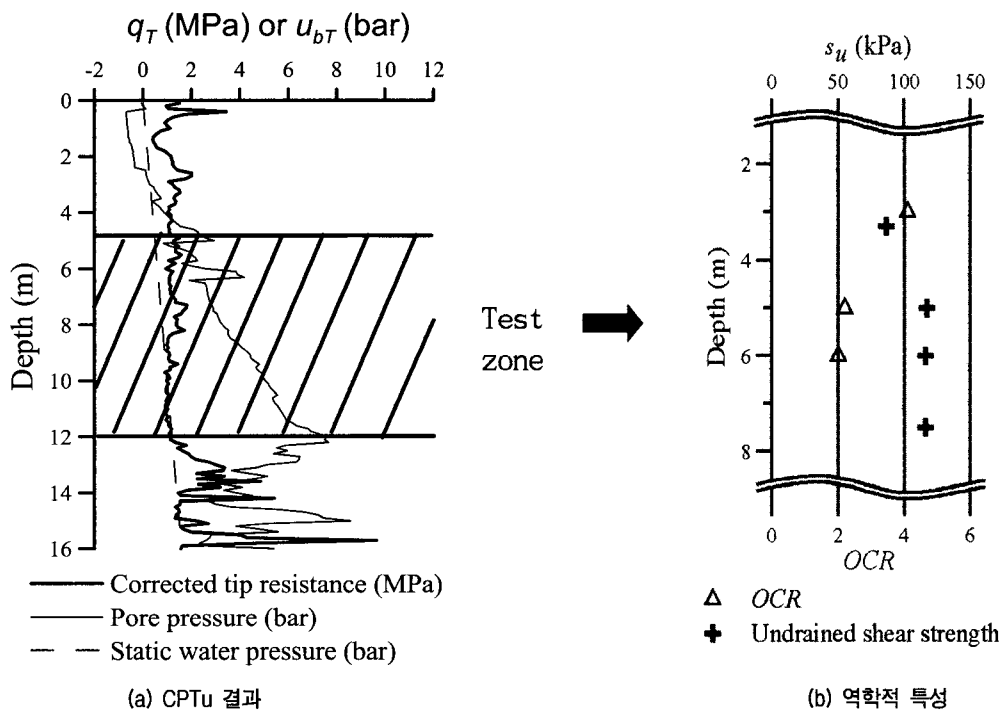 q_T (MPa) or u_bT (bar)
-2 0 2 4 6 8 10 12
0
2
4
6
8
10
12
14
16
Depth (m)
Corrected tip resistance (MPa)
Pore pressure (bar)
Static water pressure (bar)
(a) CPTu 결과
Test
zone
s_u (kPa)
0 50 100 150
2
4
6
8
Depth (m)
0 2 4 6
OCR
OCR
Undrained shear strength
(b) 역학적 특성